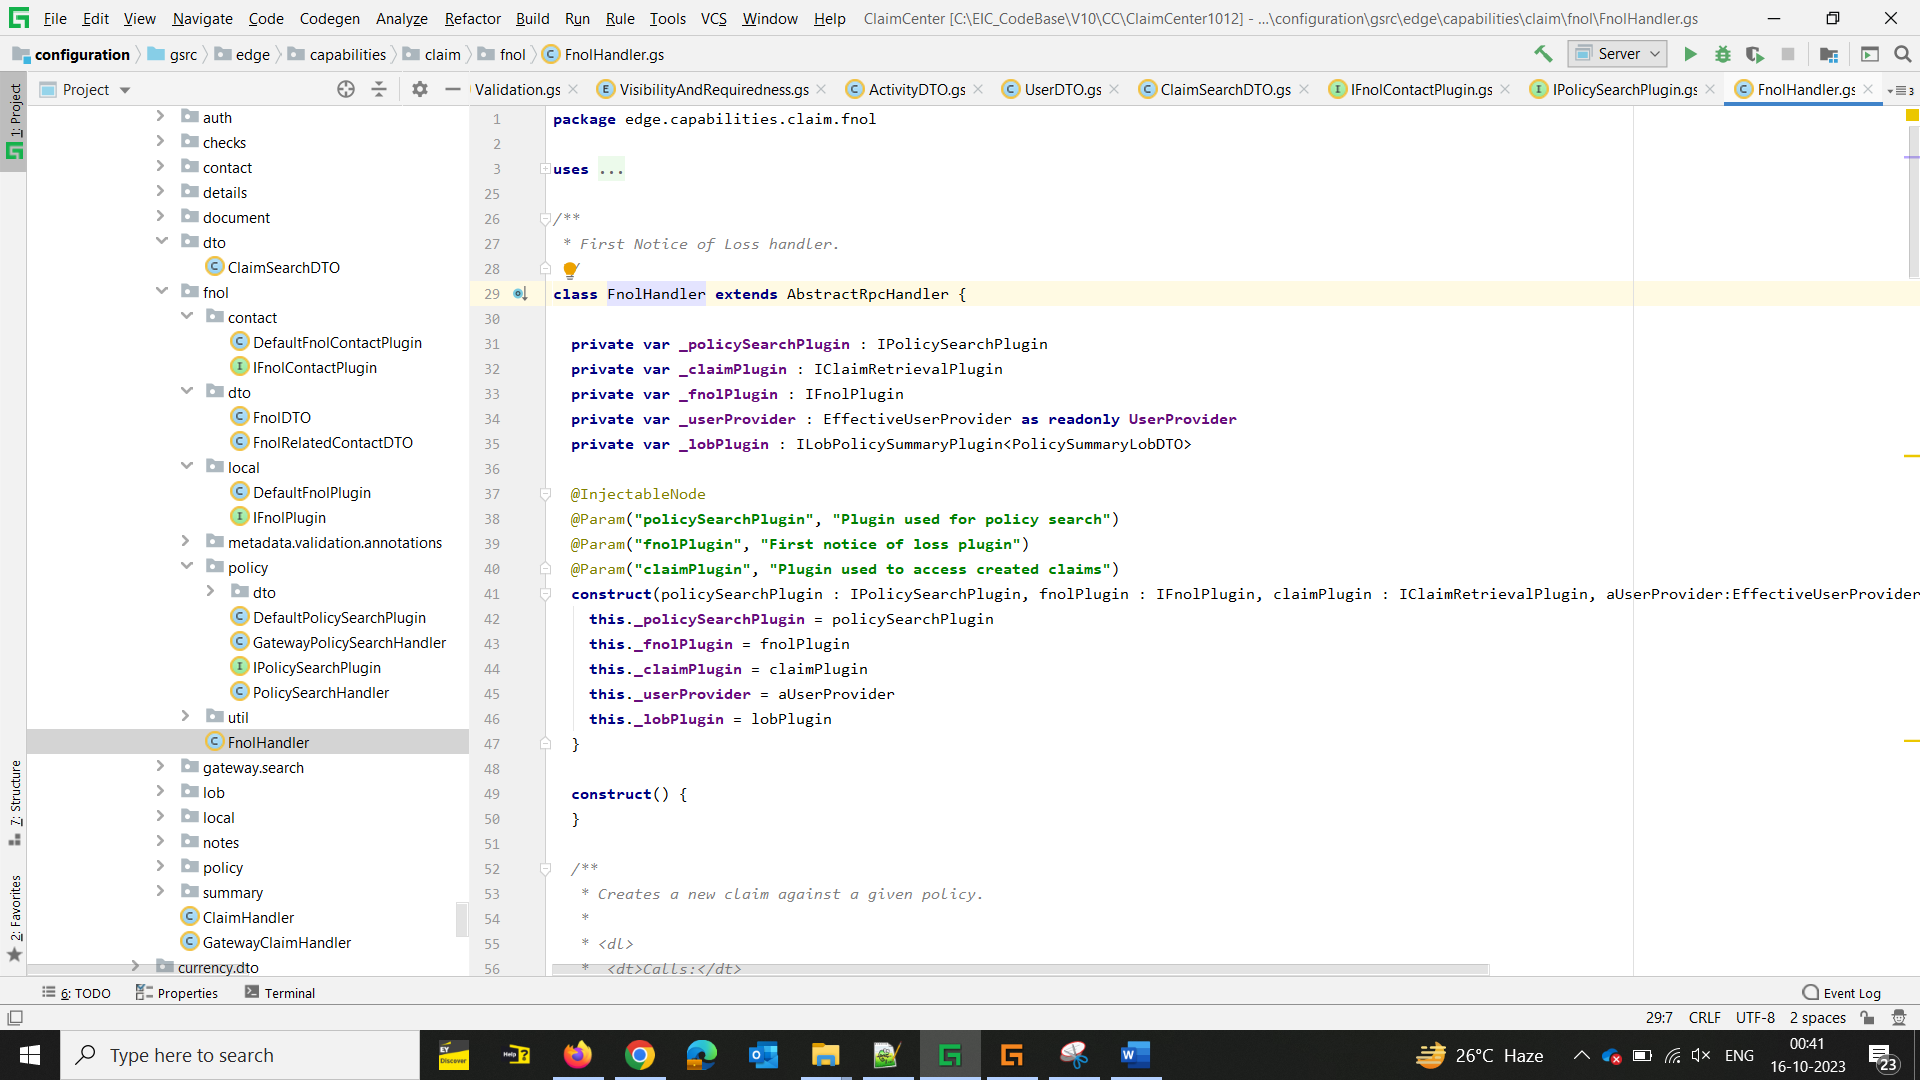 File Edit View Navigate Code Codegen Analyze Refactor Build Run Rule Tools VCS Window Help ClaimCenter [C:\EIC_CodeBase\V10\CC\ClaimCenter1012] - ...\configuration\gsrc\edge\capabilities\claim\fnol\FnolHandler.gs
configuration gsrc edge capabilities claim fnol FnolHandler.gs Server
Project Validation.gs VisibilityAndRequiredness.gs ActivityDTO.gs UserDTO.gs ClaimSearchDTO.gs IFnolContactPlugin.gs IPolicySearchPlugin.gs FnolHandler.gs 3
1: Project
7: Structure
2: Favorites
auth
checks
contact
details
document
dto
ClaimSearchDTO
fnol
contact
DefaultFnolContactPlugin
IFnolContactPlugin
dto
FnolDTO
FnolRelatedContactDTO
local
DefaultFnolPlugin
IFnolPlugin
metadata.validation.annotations
policy
dto
DefaultPolicySearchPlugin
GatewayPolicySearchHandler
IPolicySearchPlugin
PolicySearchHandler
util
FnolHandler
gateway.search
lob
local
notes
policy
summary
ClaimHandler
GatewayClaimHandler
currency.dto
1 package edge.capabilities.claim.fnol
2
3 uses ...
25
26 /**
27 * First Notice of Loss handler.
28 /
29 class FnolHandler extends AbstractRpcHandler {
30
31 private var _policySearchPlugin : IPolicySearchPlugin
32 private var _claimPlugin : IClaimRetrievalPlugin
33 private var _fnolPlugin : IFnolPlugin
34 private var _userProvider : EffectiveUserProvider as readonly UserProvider
35 private var _lobPlugin : ILobPolicySummaryPlugin<PolicySummaryLobDTO>
36
37 @InjectableNode
38 @Param("policySearchPlugin", "Plugin used for policy search")
39 @Param("fnolPlugin", "First notice of loss plugin")
40 @Param("claimPlugin", "Plugin used to access created claims")
41 construct(policySearchPlugin : IPolicySearchPlugin, fnolPlugin : IFnolPlugin, claimPlugin : IClaimRetrievalPlugin, aUserProvider:EffectiveUserProvider
42 this._policySearchPlugin = policySearchPlugin
43 this._fnolPlugin = fnolPlugin
44 this._claimPlugin = claimPlugin
45 this._userProvider = aUserProvider
46 this._lobPlugin = lobPlugin
47 }
48
49 construct() {
50 }
51
52 /**
53 * Creates a new claim against a given policy.
54 *
55 * <dl>
56 * <dt>Calls:</dt>
6: TODO Properties Terminal Event Log
29:7 CRLF UTF-8 2 spaces
Type here to search EY Discover Help ? 26°C Haze ENG 00:41
16-10-2023 23